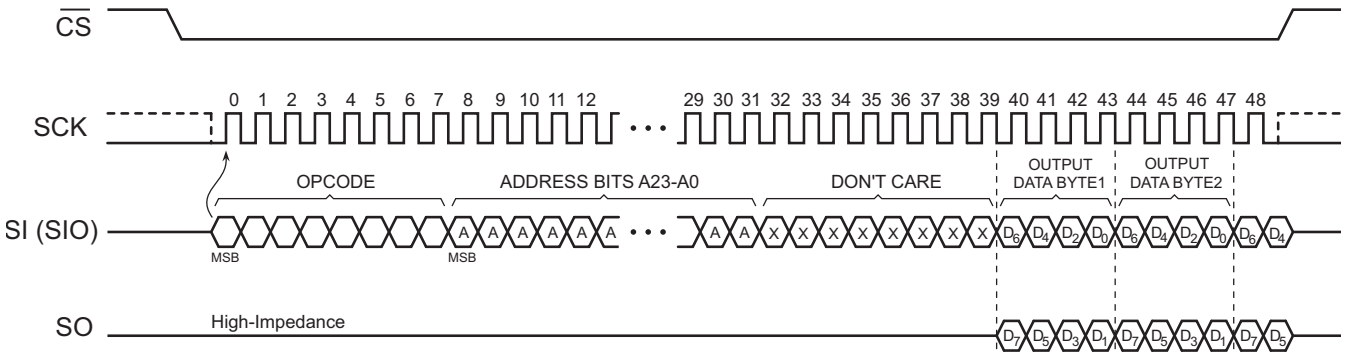 CS
0 1 2 3 4 5 6 7 8 9 10 11 12 29 30 31 32 33 34 35 36 37 38 39 40 41 42 43 44 45 46 47 48
SCK
OPCODE ADDRESS BITS A23-A0 DON'T CARE OUTPUT DATA BYTE1 OUTPUT DATA BYTE2
SI (SIO) A A A A A A A A X X X X X X X X D6 D4 D2 D0 D6 D4 D2 D0 D6 D4
MSB MSB
SO High-Impedance D7 D5 D3 D1 D7 D5 D3 D1 D7 D5